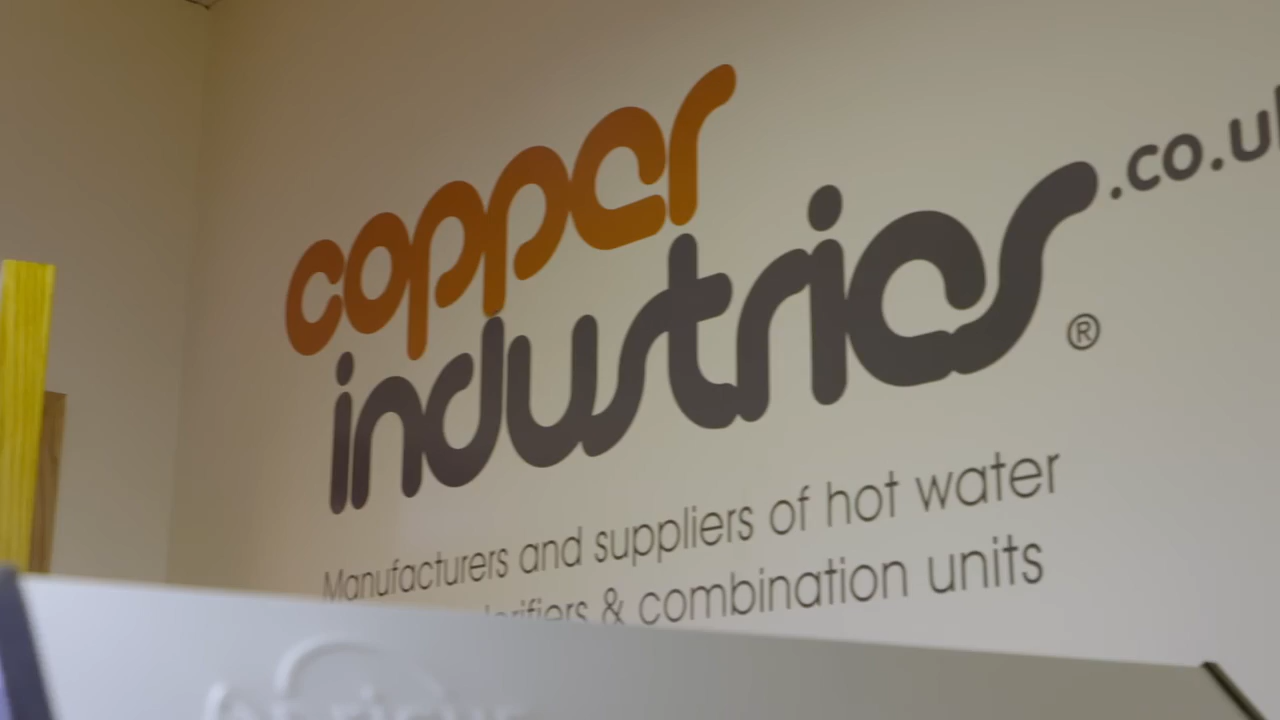 copper
industries.co.uk
®
Manufacturers and suppliers of hot water
& combination units